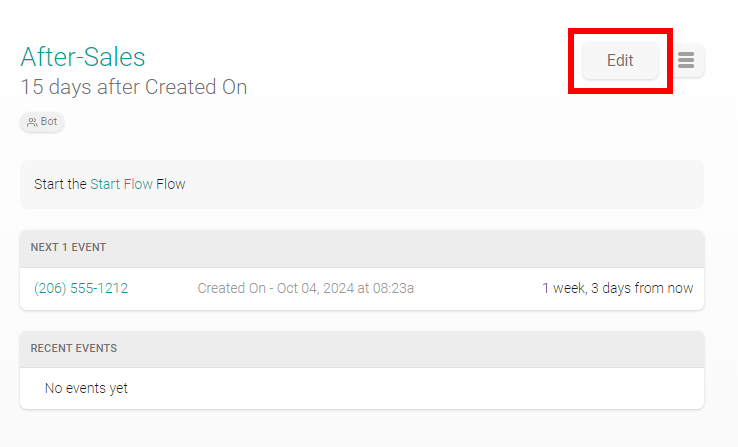 After-Sales
Edit
15 days after Created On
Bot
Start the Start Flow Flow
NEXT 1 EVENT
(206) 555-1212 Created On - Oct 04, 2024 at 08:23a 1 week, 3 days from now
RECENT EVENTS
No events yet